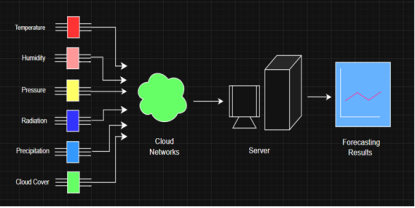 Temperature
Humidity
Pressure
Radiation
Precipitation
Cloud Cover
Cloud
Networks
Server
Forecasting
Results